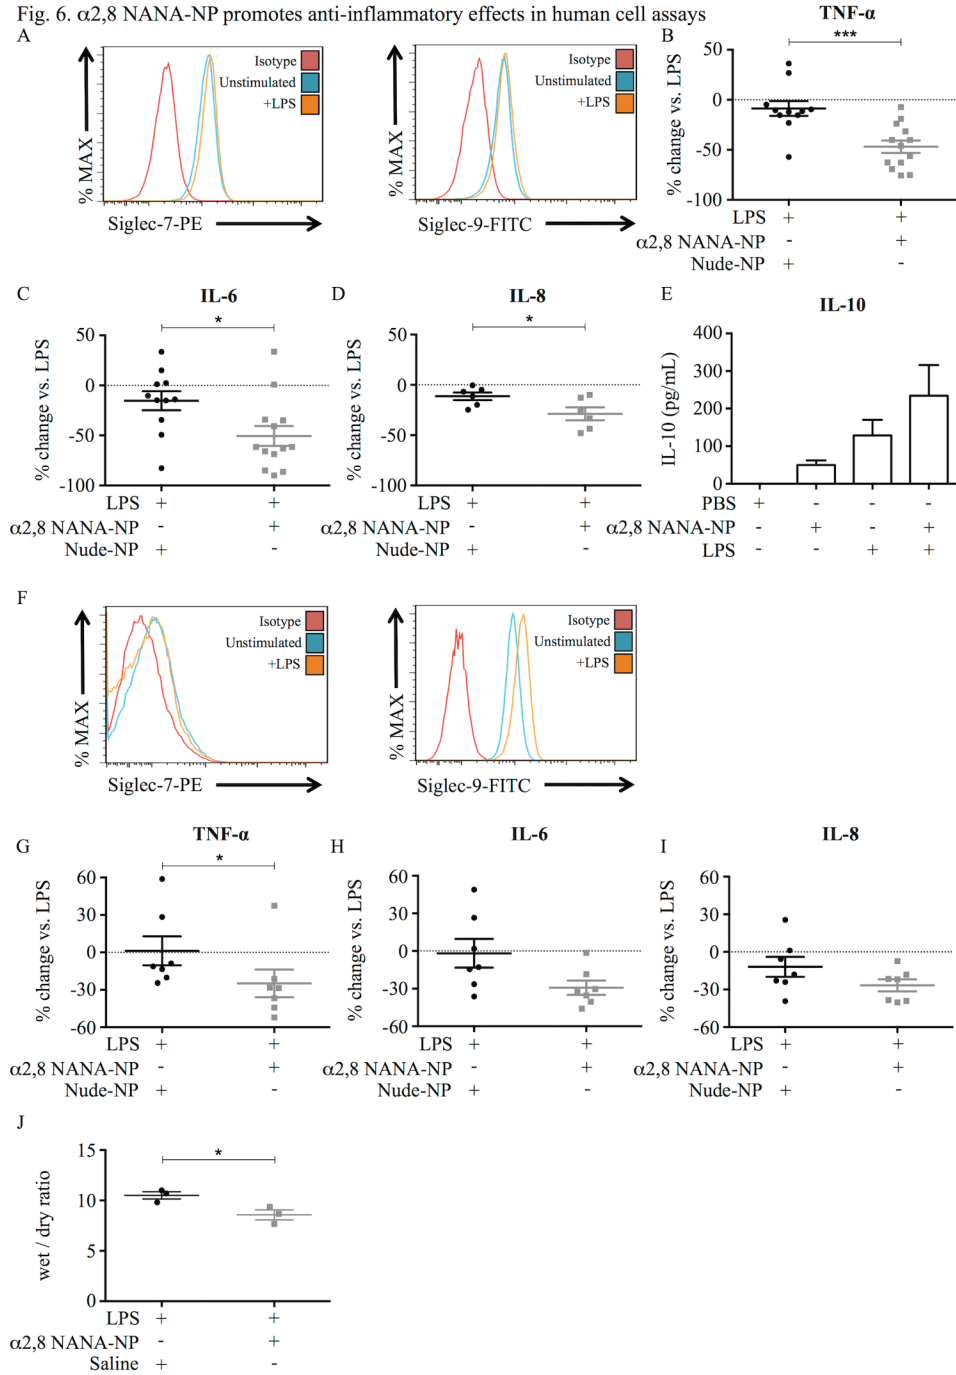 Fig. 6. α2,8 NANA-NP promotes anti-inflammatory effects in human cell assays
A
Isotype
Unstimulated
+LPS
% MAX
Siglec-7-PE
Isotype
Unstimulated
+LPS
% MAX
Siglec-9-FITC
B
TNF-α
***
% change vs. LPS
50
0
-50
-100
LPS + +
α2,8 NANA-NP - +
Nude-NP + -
C
IL-6
*
% change vs. LPS
50
0
-50
-100
LPS + +
α2,8 NANA-NP - +
Nude-NP + -
D
IL-8
*
% change vs. LPS
50
0
-50
-100
LPS + +
α2,8 NANA-NP - +
Nude-NP + -
E
IL-10
IL-10 (pg/mL)
400
300
200
100
0
PBS + - - -
α2,8 NANA-NP - + - +
LPS - - + +
F
Isotype
Unstimulated
+LPS
% MAX
Siglec-7-PE
Isotype
Unstimulated
+LPS
% MAX
Siglec-9-FITC
G
TNF-α
*
% change vs. LPS
60
30
0
-30
-60
LPS + +
α2,8 NANA-NP - +
Nude-NP + -
H
IL-6
% change vs. LPS
60
30
0
-30
-60
LPS + +
α2,8 NANA-NP - +
Nude-NP + -
I
IL-8
% change vs. LPS
60
30
0
-30
-60
LPS + +
α2,8 NANA-NP - +
Nude-NP + -
J
*
wet / dry ratio
15
10
5
0
LPS + +
α2,8 NANA-NP - +
Saline + -